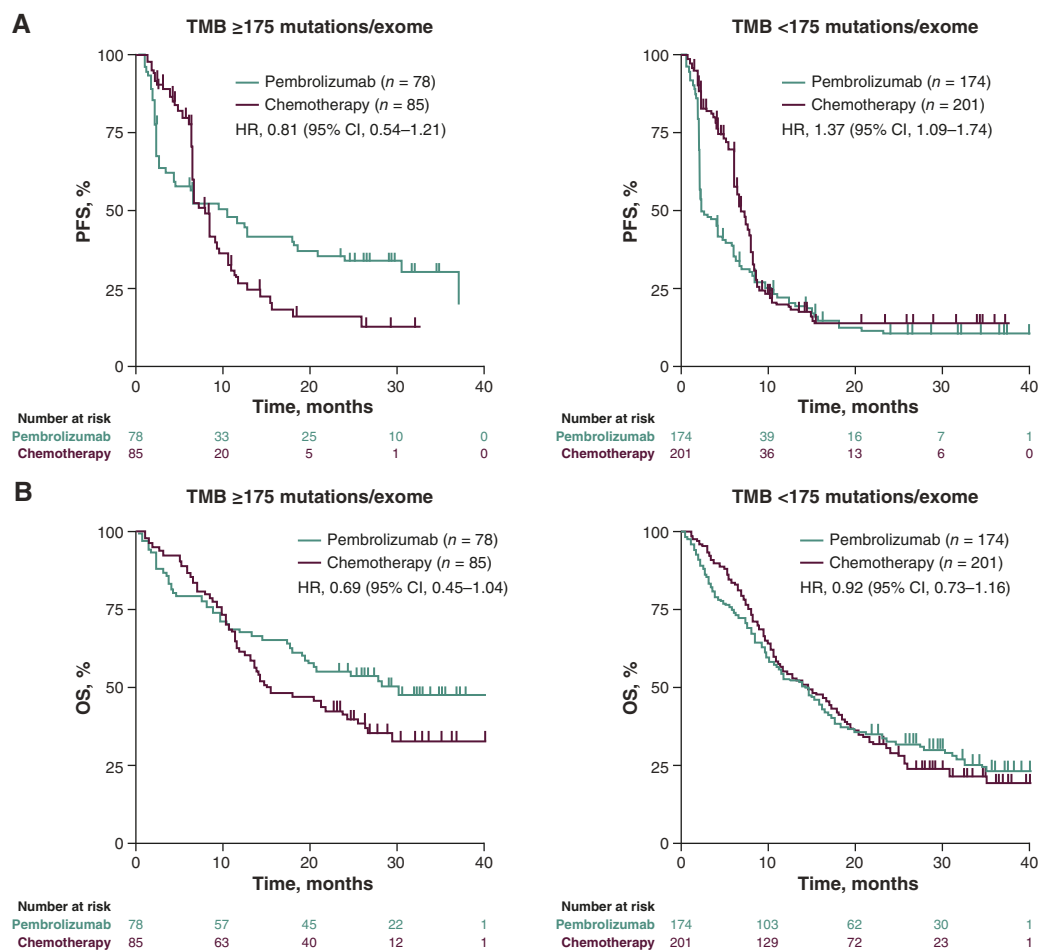 A
TMB ≥175 mutations/exome
PFS, %
100
75
50
25
0
Pembrolizumab (n = 78)
Chemotherapy (n = 85)
HR, 0.81 (95% CI, 0.54–1.21)
0 10 20 30 40
Time, months
Number at risk
Pembrolizumab 78 33 25 10 0
Chemotherapy 85 20 5 1 0
TMB <175 mutations/exome
PFS, %
100
75
50
25
0
Pembrolizumab (n = 174)
Chemotherapy (n = 201)
HR, 1.37 (95% CI, 1.09–1.74)
0 10 20 30 40
Time, months
Number at risk
Pembrolizumab 174 39 16 7 1
Chemotherapy 201 36 13 6 0
B
TMB ≥175 mutations/exome
OS, %
100
75
50
25
0
Pembrolizumab (n = 78)
Chemotherapy (n = 85)
HR, 0.69 (95% CI, 0.45–1.04)
0 10 20 30 40
Time, months
Number at risk
Pembrolizumab 78 57 45 22 1
Chemotherapy 85 63 40 12 1
TMB <175 mutations/exome
OS, %
100
75
50
25
0
Pembrolizumab (n = 174)
Chemotherapy (n = 201)
HR, 0.92 (95% CI, 0.73–1.16)
0 10 20 30 40
Time, months
Number at risk
Pembrolizumab 174 103 62 30 1
Chemotherapy 201 129 72 23 1